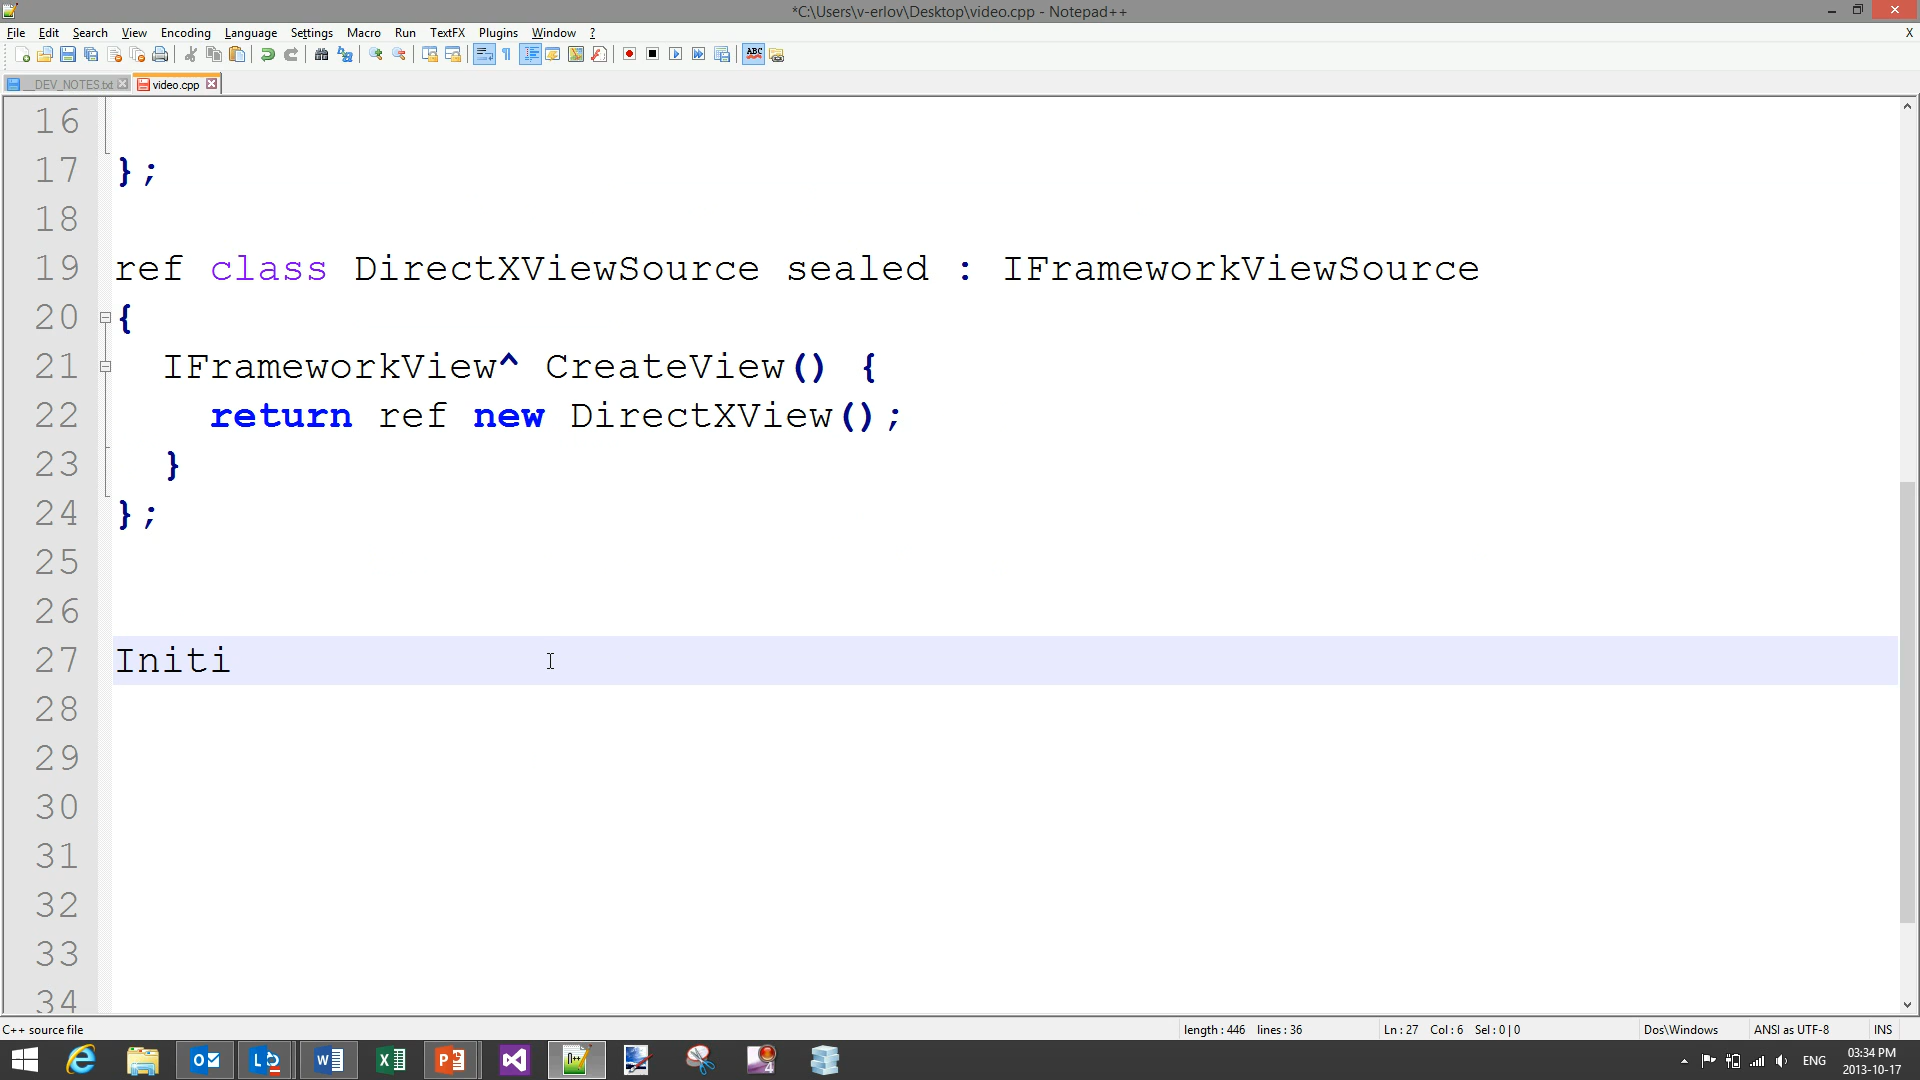 *C:\Users\v-erlov\Desktop\video.cpp - Notepad++
File Edit Search View Encoding Language Settings Macro Run TextFX Plugins Window ? X
ABC
__DEV_NOTES.txt video.cpp
16
17 };
18
19 ref class DirectXViewSource sealed : IFrameworkViewSource
20 {
21 IFrameworkView^ CreateView() {
22 return ref new DirectXView();
23 }
24 };
25
26
27 Initi
28
29
30
31
32
33
34
C++ source file length : 446 lines : 36 Ln : 27 Col : 6 Sel : 0 | 0 Dos\Windows ANSI as UTF-8 INS
ENG 03:34 PM
2013-10-17